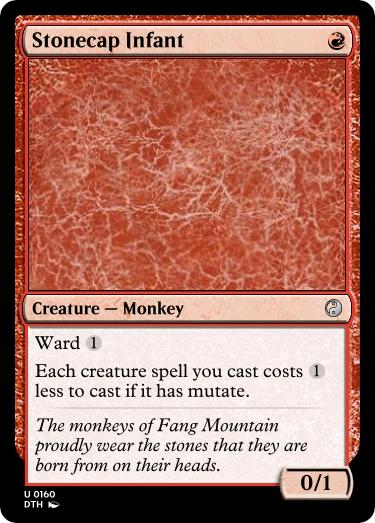 Stonecap Infant
Creature — Monkey
Ward 1
Each creature spell you cast costs 1
less to cast if it has mutate.
The monkeys of Fang Mountain
proudly wear the stones that they are
born from on their heads.
0/1
U 0160
DTH